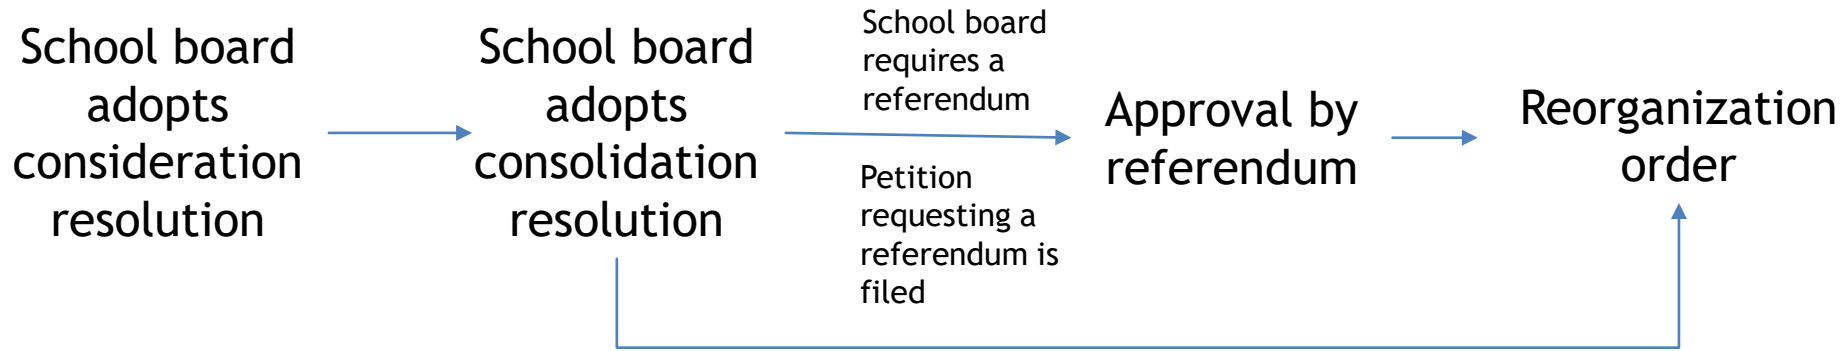 School board
adopts
consideration
resolution
School board
adopts
consolidation
resolution
School board
requires a
referendum
Petition
requesting a
referendum is
filed
Approval by
referendum
Reorganization
order